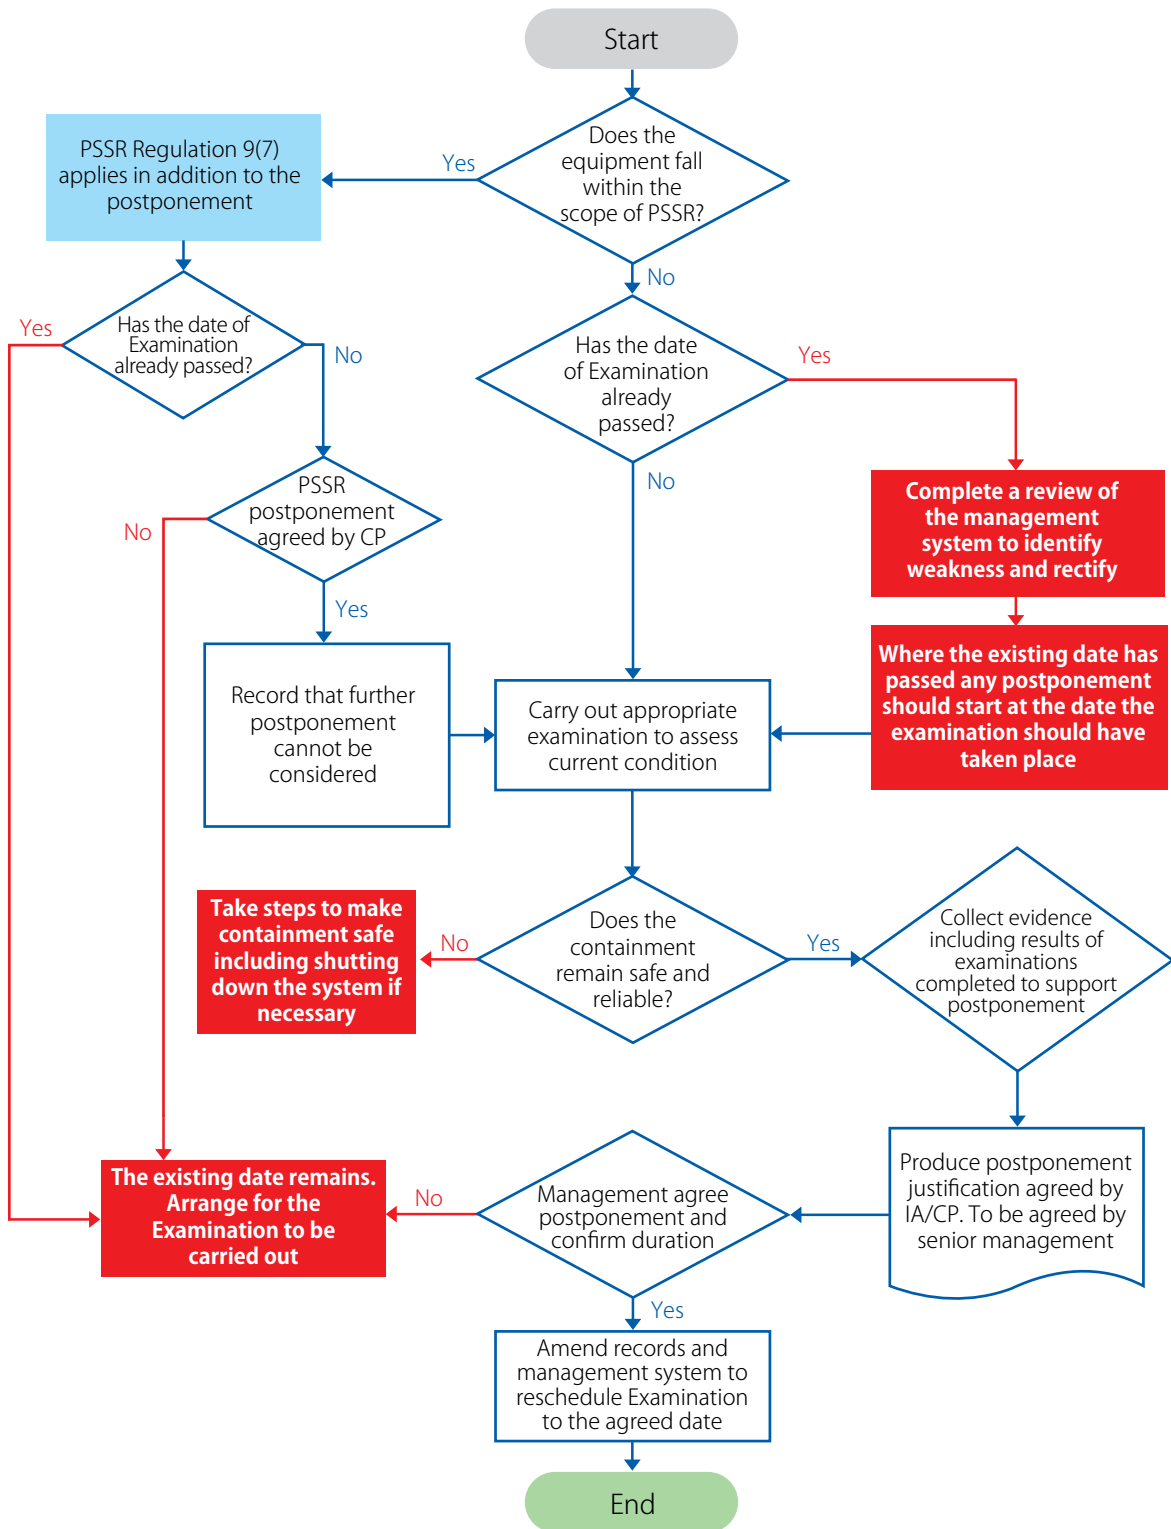 Start
Does the
equipment fall
within the
scope of PSSR?
Yes
PSSR Regulation 9(7)
applies in addition to the
postponement
No
Has the date of
Examination
already passed?
Yes
No
Has the date
of Examination
already
passed?
Yes
No
PSSR
postponement
agreed by CP
No
Yes
Complete a review of
the management
system to identify
weakness and rectify
Where the existing date has
passed any postponement
should start at the date the
examination should have
taken place
Record that further
postponement
cannot be
considered
Carry out appropriate
examination to assess
current condition
Take steps to make
containment safe
including shutting
down the system if
necessary
No
Does the
containment
remain safe and
reliable?
Yes
Collect evidence
including results of
examinations
completed to support
postponement
The existing date remains.
Arrange for the
Examination to be
carried out
No
Management agree
postponement and
confirm duration
Produce postponement
justification agreed by
IA/CP. To be agreed by
senior management
Yes
Amend records and
management system to
reschedule Examination
to the agreed date
End